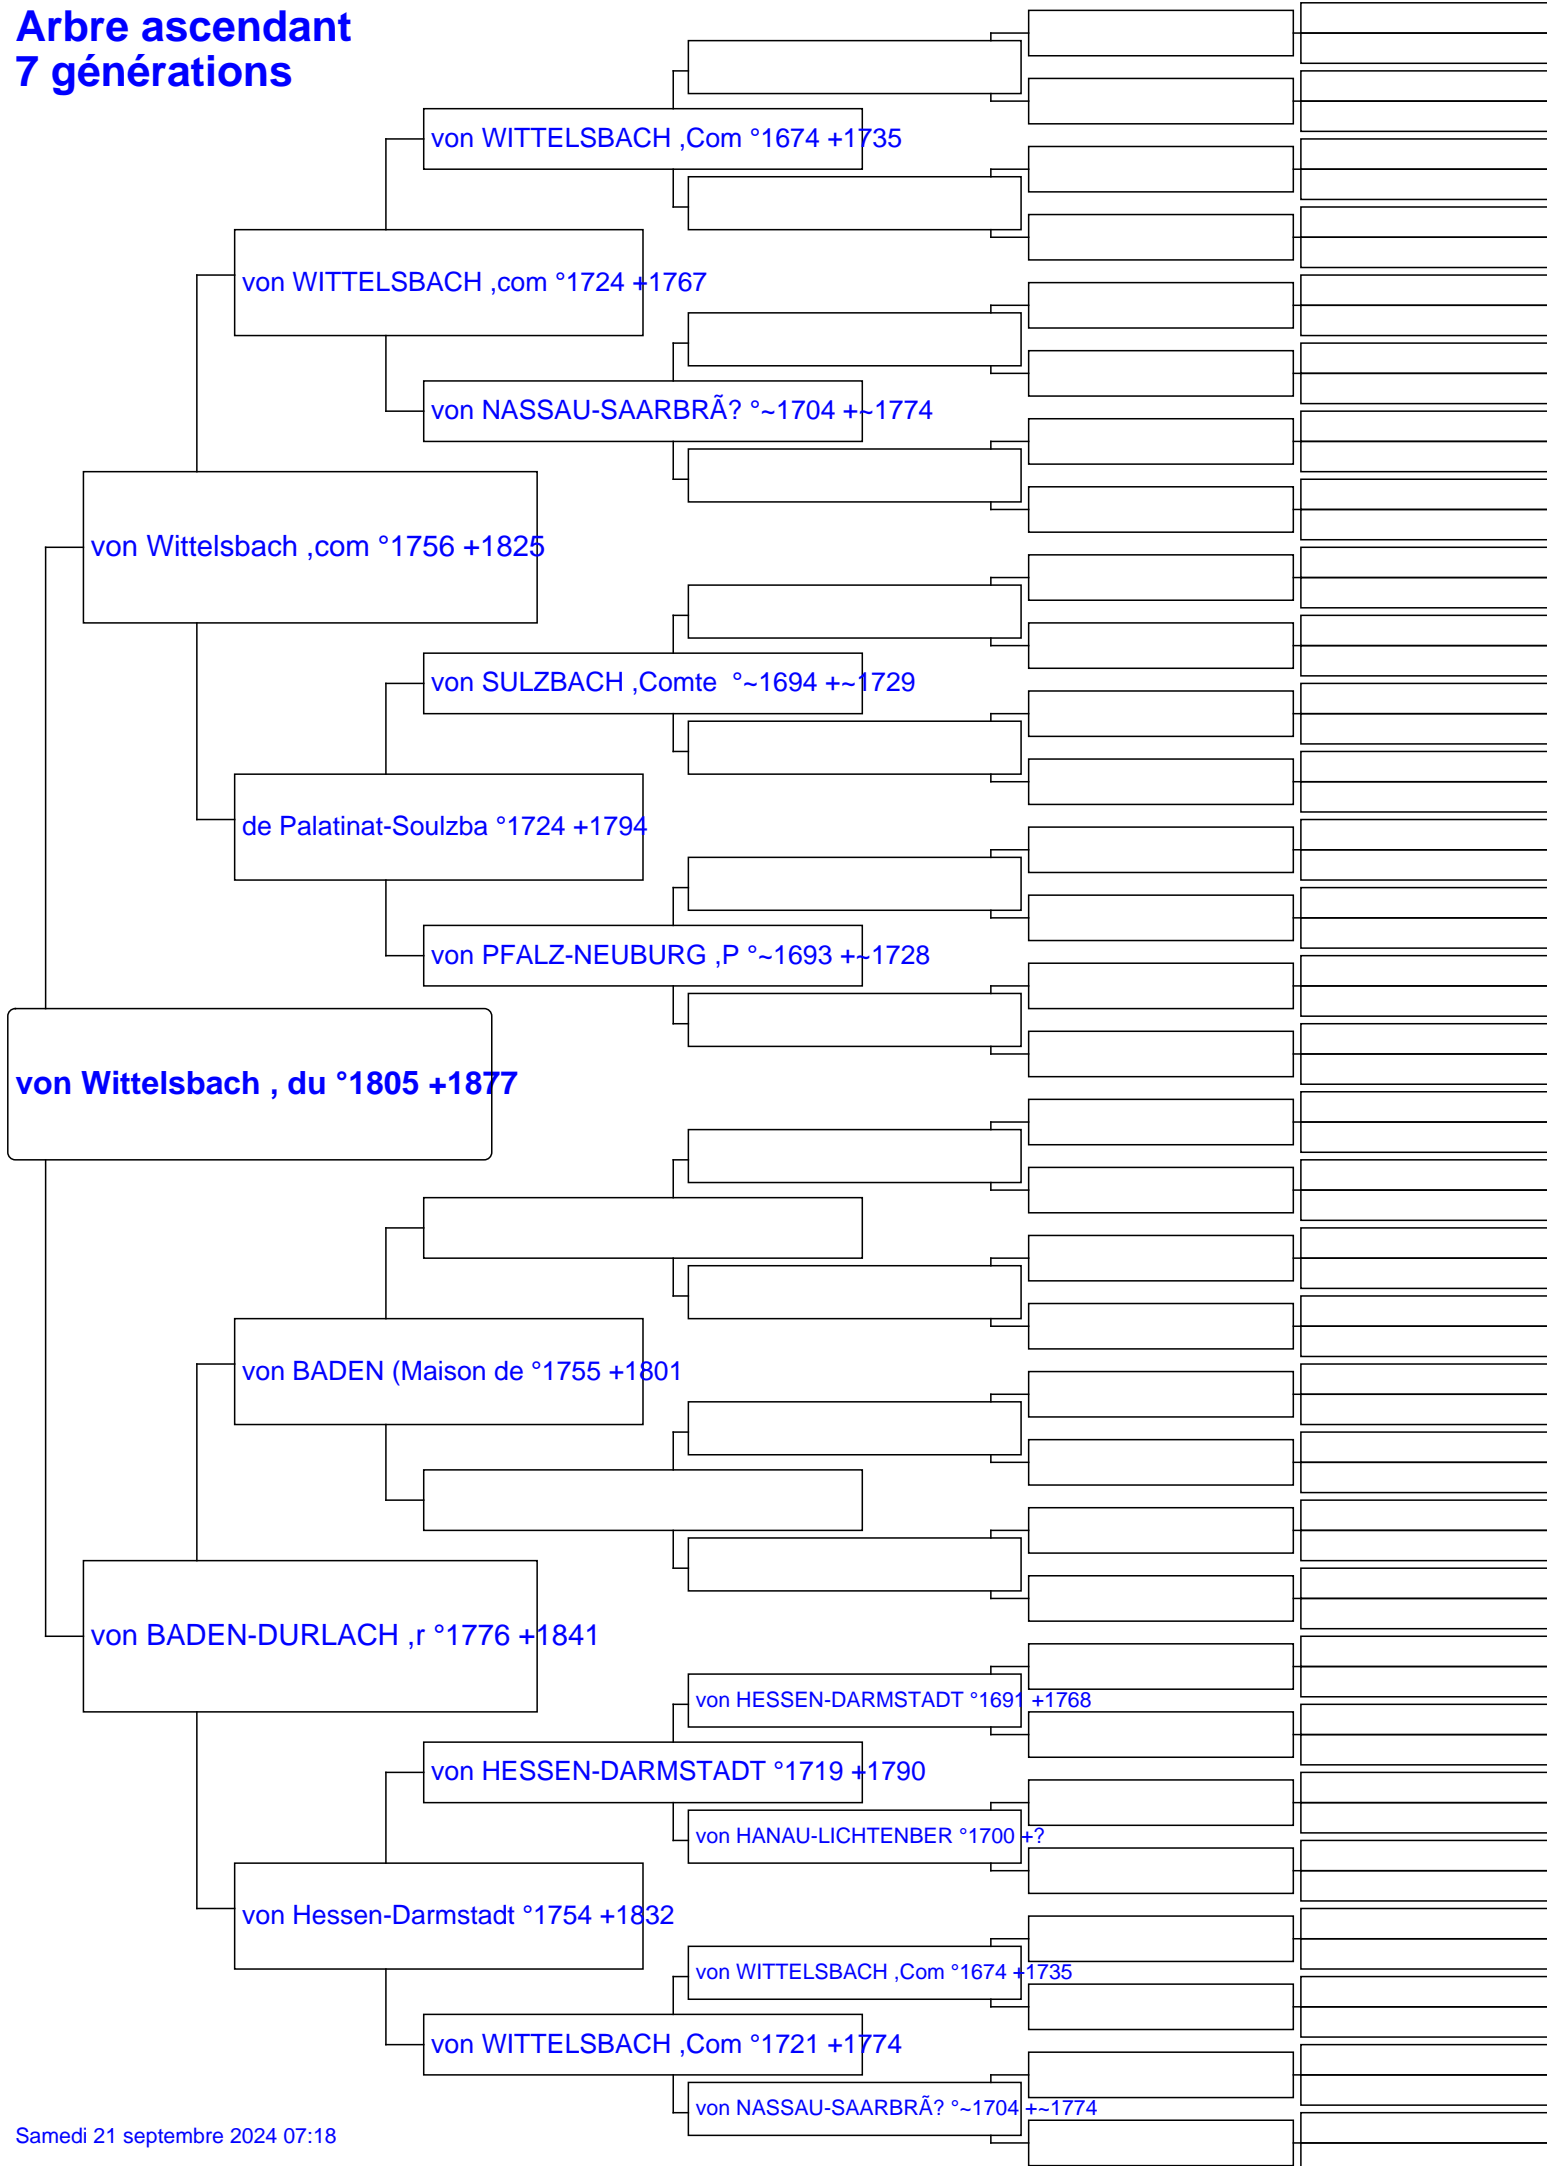 Arbre ascendant
7 générations
von WITTELSBACH ,Com °1674 +1735
von WITTELSBACH ,com °1724 +1767
von NASSAU-SAARBRÃ? °~1704 +~1774
von Wittelsbach ,com °1756 +1825
von SULZBACH ,Comte  °~1694 +~1729
de Palatinat-Soulzba °1724 +1794
von PFALZ-NEUBURG ,P °~1693 +~1728
von Wittelsbach , du °1805 +1877
von BADEN (Maison de °1755 +1801
von BADEN-DURLACH ,r °1776 +1841
von HESSEN-DARMSTADT °1691 +1768
von HESSEN-DARMSTADT °1719 +1790
von HANAU-LICHTENBER °1700 +?
von Hessen-Darmstadt °1754 +1832
von WITTELSBACH ,Com °1674 +1735
von WITTELSBACH ,Com °1721 +1774
von NASSAU-SAARBRÃ? °~1704 +~1774
Samedi 21 septembre 2024 07:18